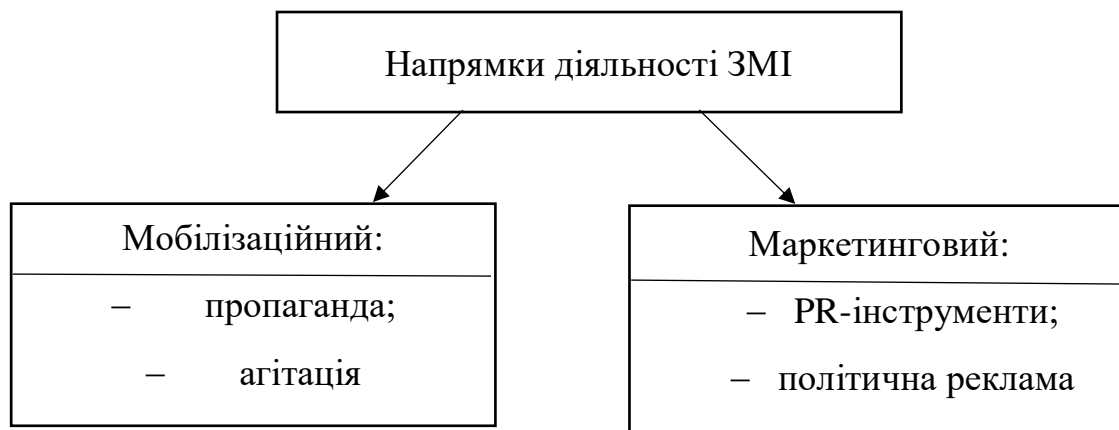 Напрямки діяльності ЗМІ
Мобілізаційний:
– пропаганда;
– агітація
Маркетинговий:
– PR-інструменти;
– політична реклама